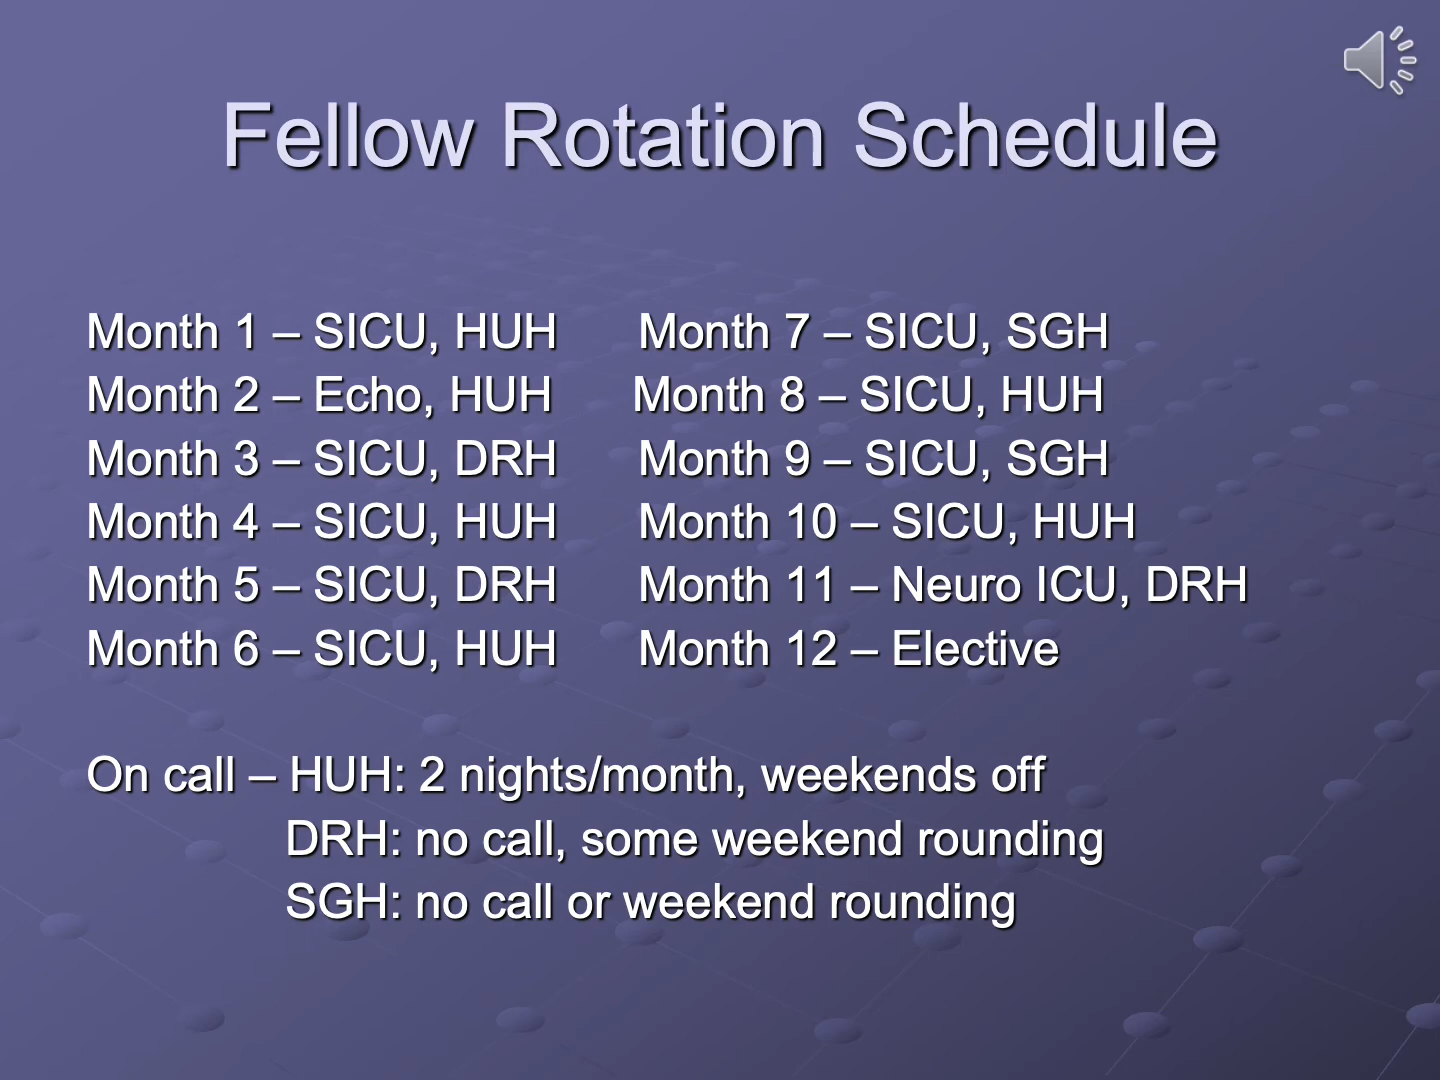 Fellow Rotation Schedule
Month 1 – SICU, HUH Month 7 – SICU, SGH
Month 2 – Echo, HUH Month 8 – SICU, HUH
Month 3 – SICU, DRH Month 9 – SICU, SGH
Month 4 – SICU, HUH Month 10 – SICU, HUH
Month 5 – SICU, DRH Month 11 – Neuro ICU, DRH
Month 6 – SICU, HUH Month 12 – Elective
On call – HUH: 2 nights/month, weekends off
DRH: no call, some weekend rounding
SGH: no call or weekend rounding